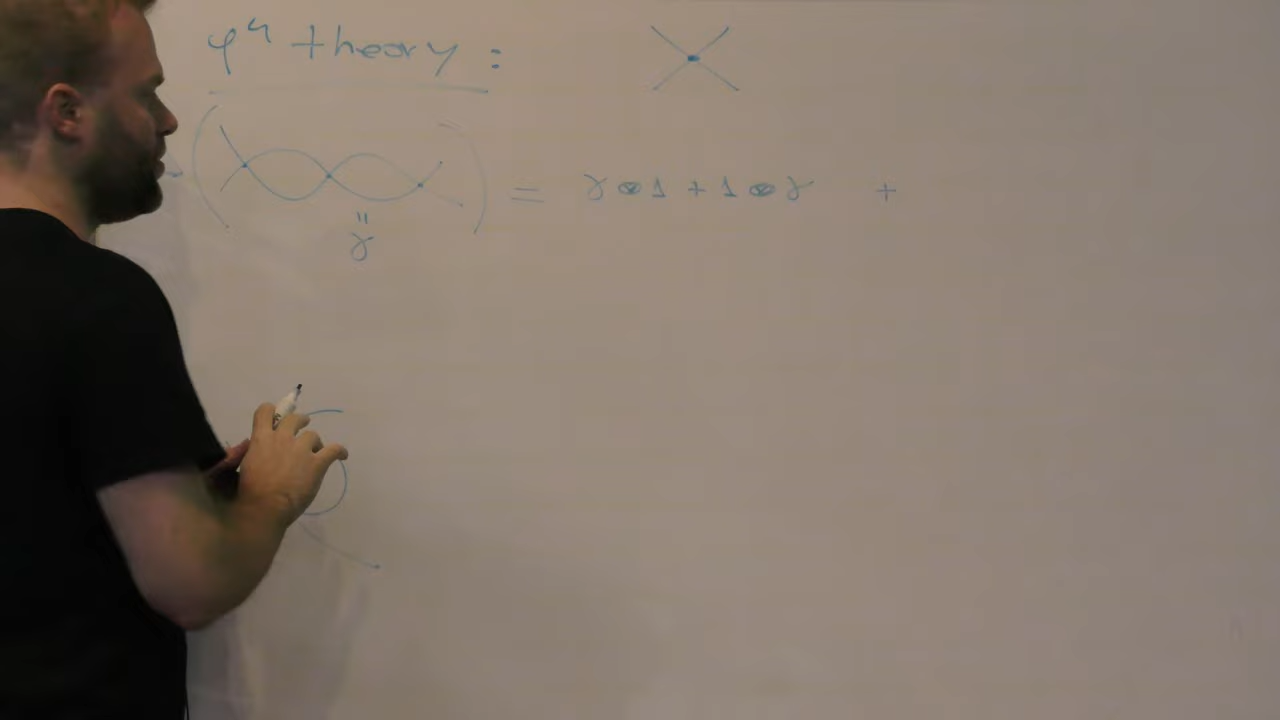 φ⁴ theory :
( ) = γ ⊗ 1 + 1 ⊗ γ +
"
γ